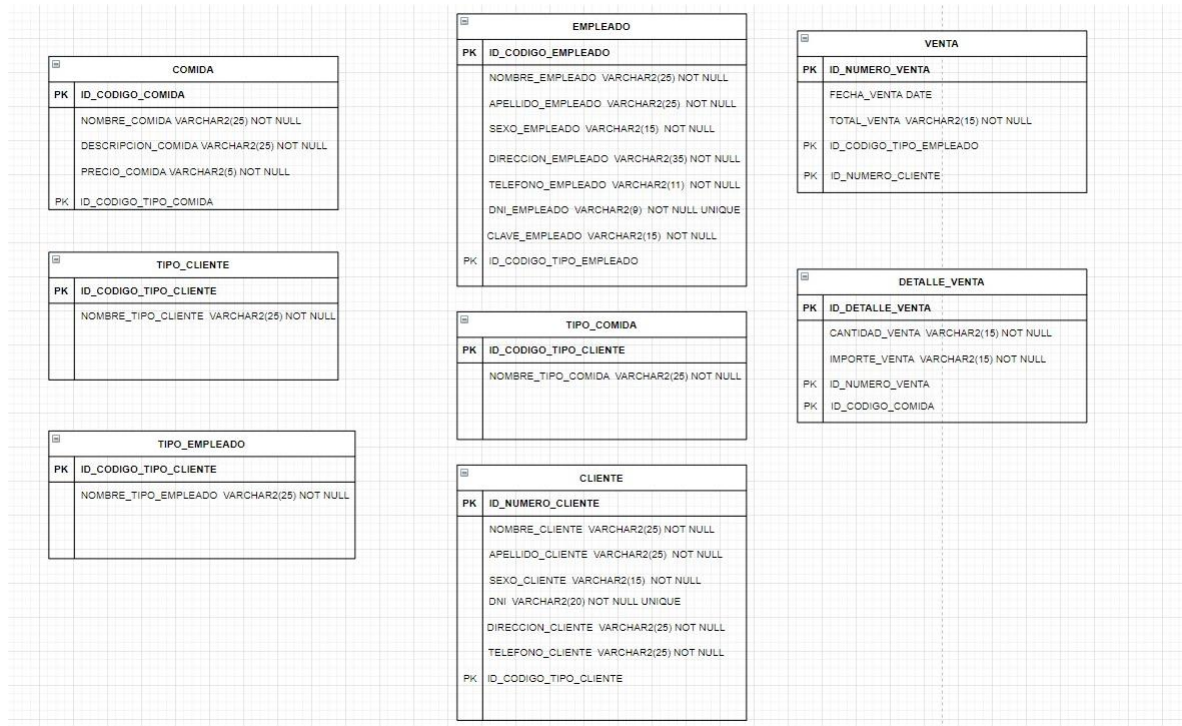 COMIDA
PK ID_CODIGO_COMIDA
NOMBRE_COMIDA VARCHAR2(25) NOT NULL
DESCRIPCION_COMIDA VARCHAR2(25) NOT NULL
PRECIO_COMIDA VARCHAR2(5) NOT NULL
PK ID_CODIGO_TIPO_COMIDA
TIPO_CLIENTE
PK ID_CODIGO_TIPO_CLIENTE
NOMBRE_TIPO_CLIENTE VARCHAR2(25) NOT NULL
TIPO_EMPLEADO
PK ID_CODIGO_TIPO_CLIENTE
NOMBRE_TIPO_EMPLEADO VARCHAR2(25) NOT NULL
EMPLEADO
PK ID_CODIGO_EMPLEADO
NOMBRE_EMPLEADO VARCHAR2(25) NOT NULL
APELLIDO_EMPLEADO VARCHAR2(25) NOT NULL
SEXO_EMPLEADO VARCHAR2(15) NOT NULL
DIRECCION_EMPLEADO VARCHAR2(35) NOT NULL
TELEFONO_EMPLEADO VARCHAR2(11) NOT NULL
DNI_EMPLEADO VARCHAR2(9) NOT NULL UNIQUE
CLAVE_EMPLEADO VARCHAR2(15) NOT NULL
PK ID_CODIGO_TIPO_EMPLEADO
TIPO_COMIDA
PK ID_CODIGO_TIPO_CLIENTE
NOMBRE_TIPO_COMIDA VARCHAR2(25) NOT NULL
CLIENTE
PK ID_NUMERO_CLIENTE
NOMBRE_CLIENTE VARCHAR2(25) NOT NULL
APELLIDO_CLIENTE VARCHAR2(25) NOT NULL
SEXO_CLIENTE VARCHAR2(15) NOT NULL
DNI VARCHAR2(20) NOT NULL UNIQUE
DIRECCION_CLIENTE VARCHAR2(25) NOT NULL
TELEFONO_CLIENTE VARCHAR2(25) NOT NULL
PK ID_CODIGO_TIPO_CLIENTE
VENTA
PK ID_NUMERO_VENTA
FECHA_VENTA DATE
TOTAL_VENTA VARCHAR2(15) NOT NULL
PK ID_CODIGO_TIPO_EMPLEADO
PK ID_NUMERO_CLIENTE
DETALLE_VENTA
PK ID_DETALLE_VENTA
CANTIDAD_VENTA VARCHAR2(15) NOT NULL
IMPORTE_VENTA VARCHAR2(15) NOT NULL
PK ID_NUMERO_VENTA
PK ID_CODIGO_COMIDA